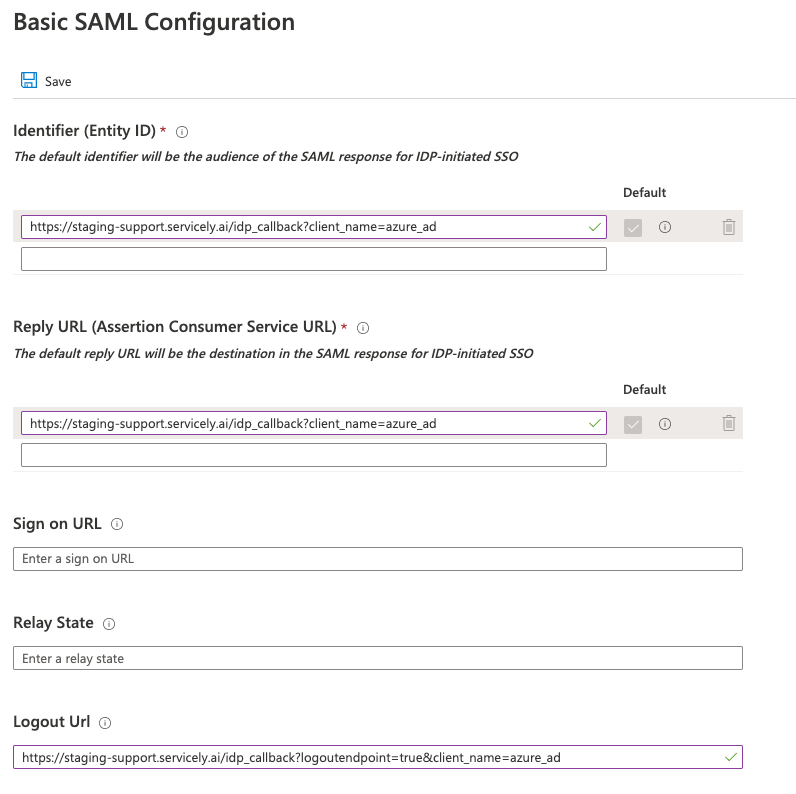 Basic SAML Configuration
Save
Identifier (Entity ID) *
The default identifier will be the audience of the SAML response for IDP-initiated SSO
Default
https://staging-support.servicely.ai/idp_callback?client_name=azure_ad
Reply URL (Assertion Consumer Service URL) *
The default reply URL will be the destination in the SAML response for IDP-initiated SSO
Default
https://staging-support.servicely.ai/idp_callback?client_name=azure_ad
Sign on URL
Enter a sign on URL
Relay State
Enter a relay state
Logout Url
https://staging-support.servicely.ai/idp_callback?logoutendpoint=true&client_name=azure_ad